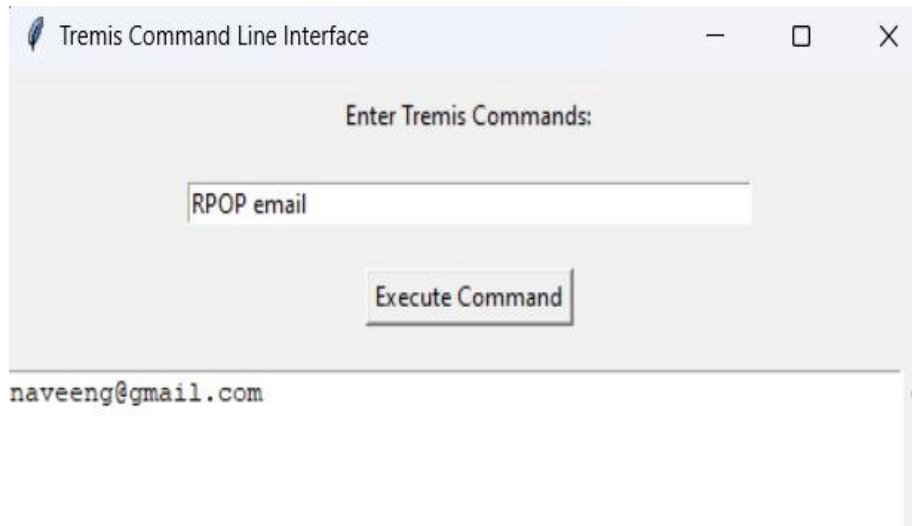 Tremis Command Line Interface
Enter Tremis Commands:
RPOP email
Execute Command
naveeng@gmail.com